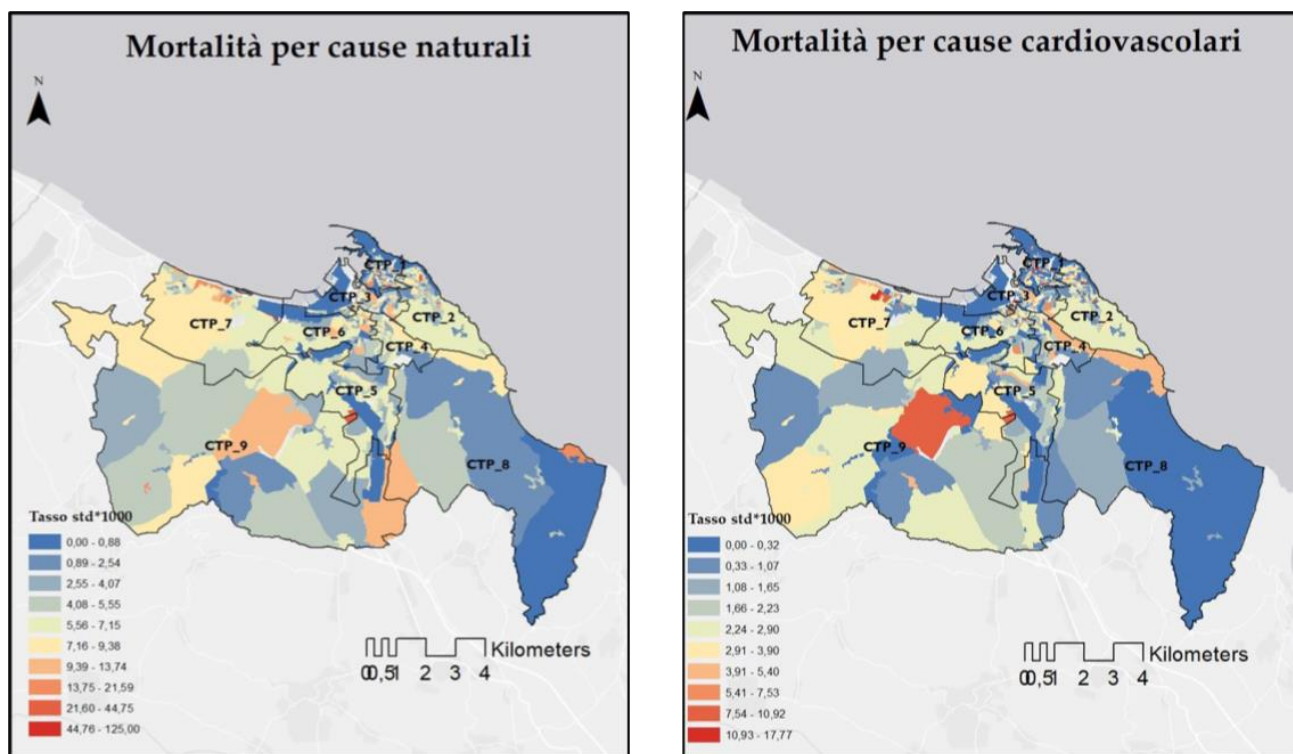 Mortalità per cause naturali
N
CTP_1
CTP_3
CTP_7
CTP_2
CTP_6
CTP_4
CTP_5
CTP_9
CTP_8
Tasso std*1000
0,00 - 0,88
0,89 - 2,54
2,55 - 4,07
4,08 - 5,55
5,56 - 7,15
7,16 - 9,38
9,39 - 13,74
13,75 - 21,59
21,60 - 44,75
44,76 - 125,00
Kilometers
0 0,5 1 2 3 4
Mortalità per cause cardiovascolari
N
CTP_1
CTP_3
CTP_7
CTP_2
CTP_6
CTP_4
CTP_5
CTP_9
CTP_8
Tasso std*1000
0,00 - 0,32
0,33 - 1,07
1,08 - 1,65
1,66 - 2,23
2,24 - 2,90
2,91 - 3,90
3,91 - 5,40
5,41 - 7,53
7,54 - 10,92
10,93 - 17,77
Kilometers
0 0,5 1 2 3 4